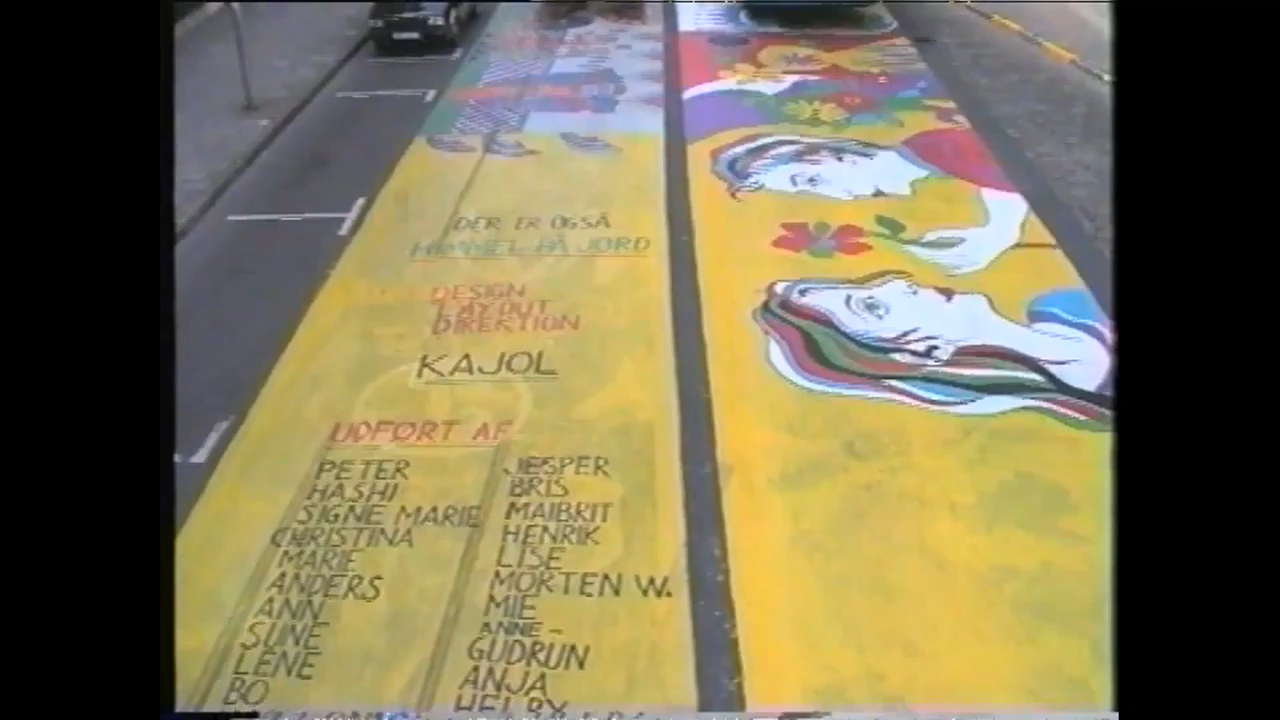 DER ER OGSÅ
HIMMEL PÅ JORD
DESIGN
LAYOUT
DIREKTION
KAJOL
UDFØRT AF
PETER
HASHI
SIGNE MARIE
CHRISTINA
MARIE
ANDERS
ANN
SUNE
LENE
BO
JESPER
BRIS
MAIBRIT
HENRIK
LISE
MORTEN W.
MIE
ANNE-
GUDRUN
ANJA